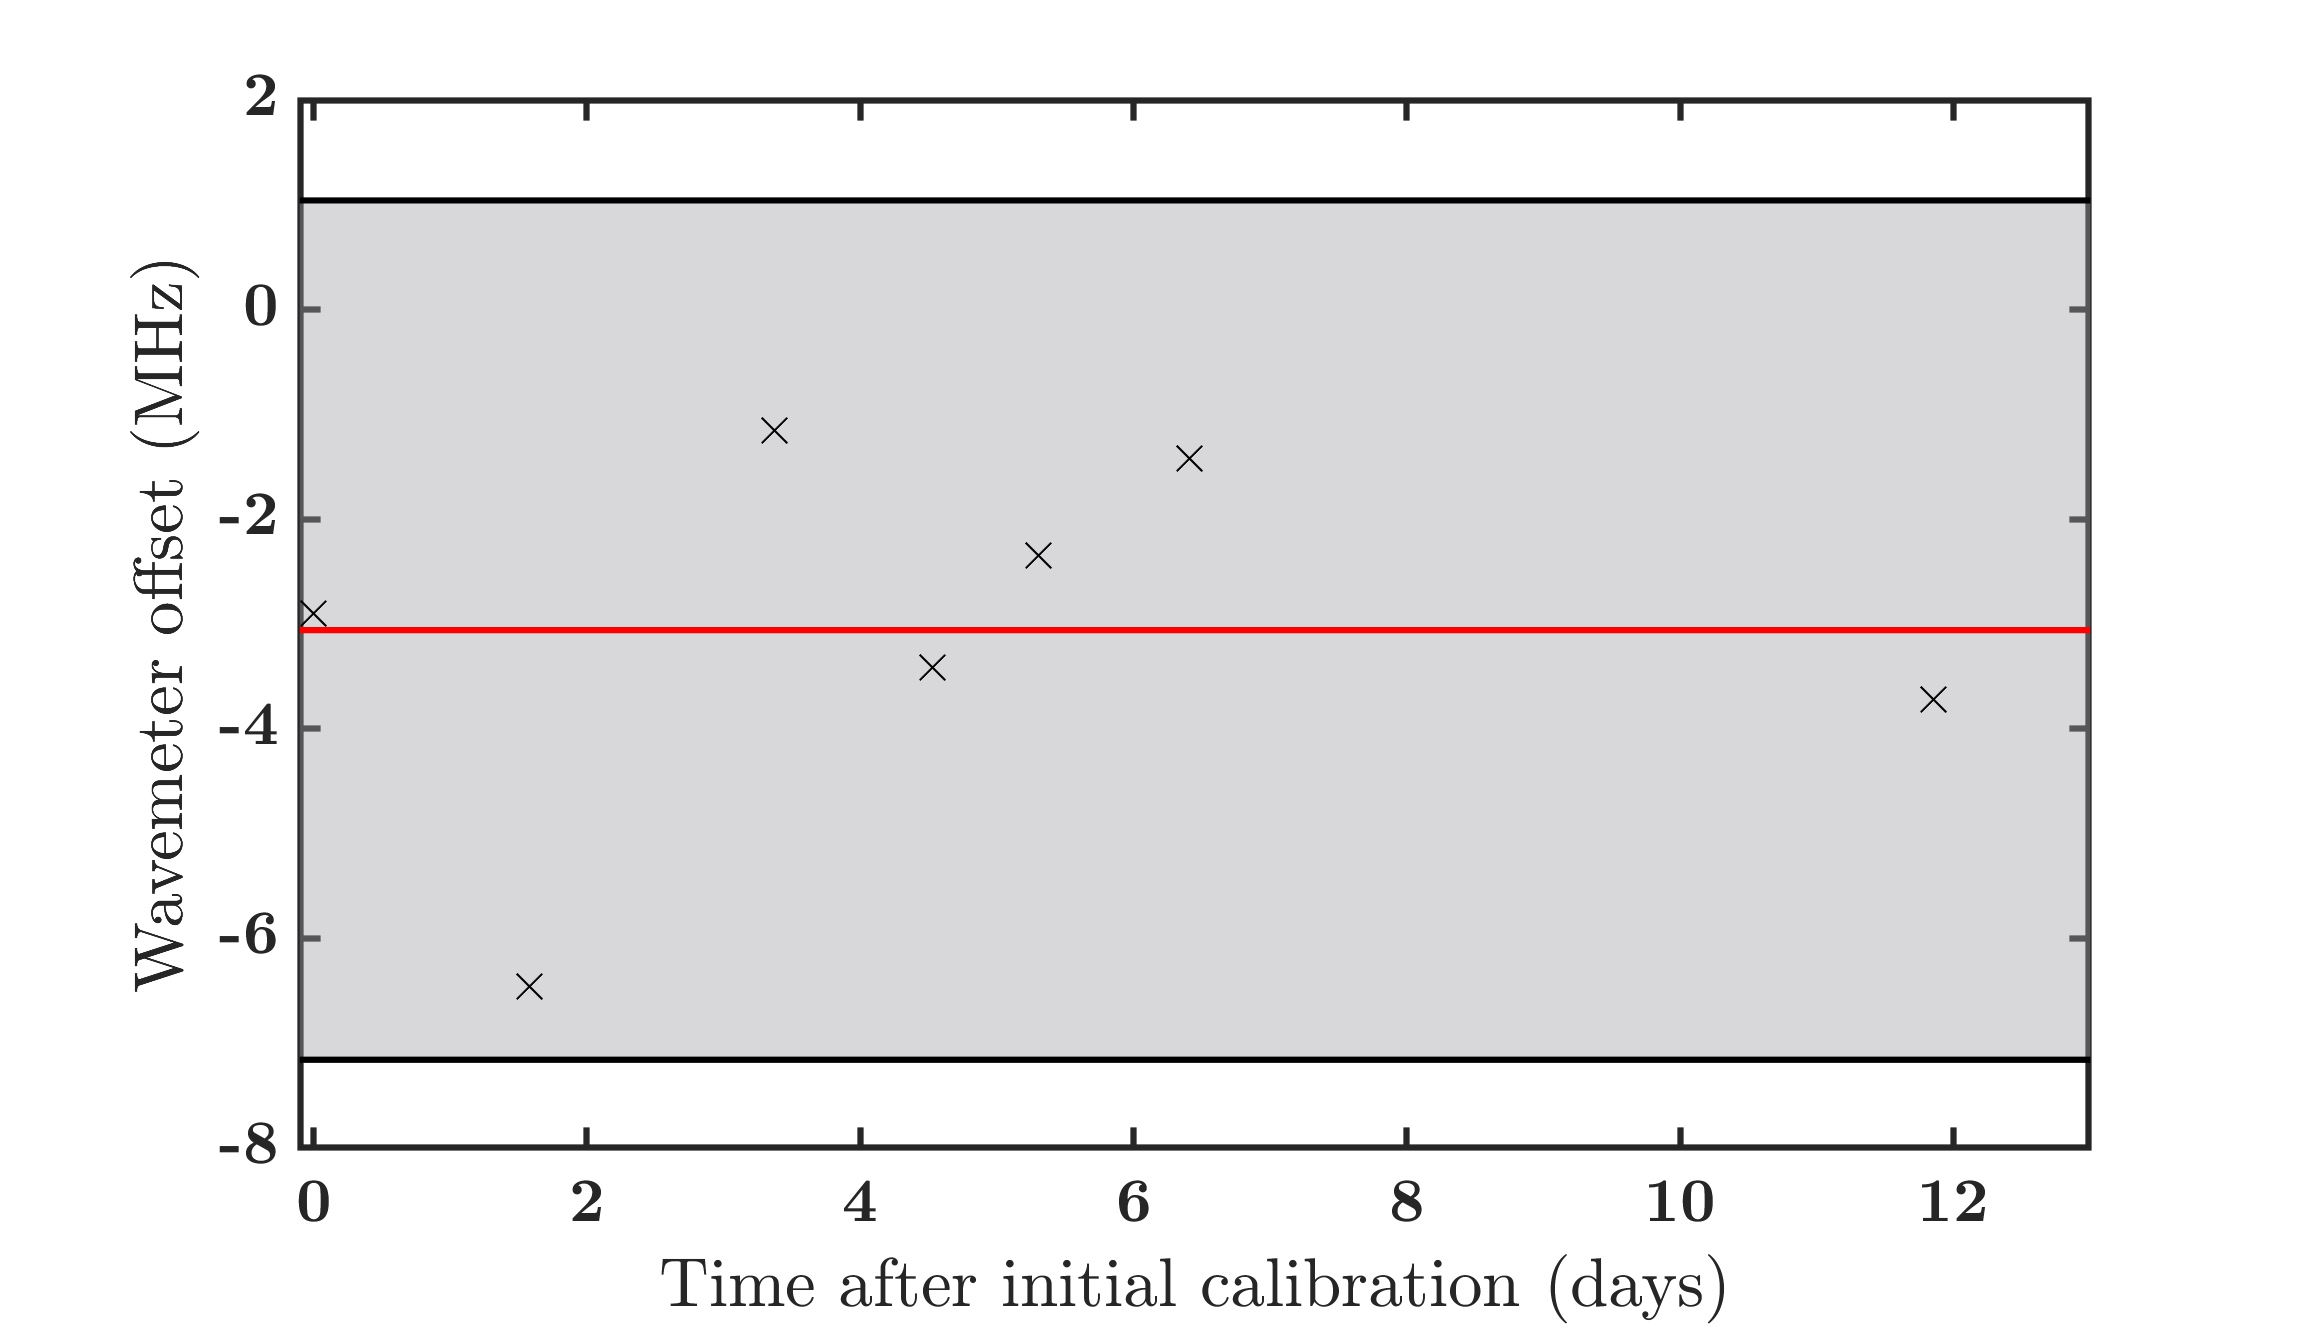 Wavemeter offset (MHz)
2
0
-2
-4
-6
-8
0 2 4 6 8 10 12
Time after initial calibration (days)